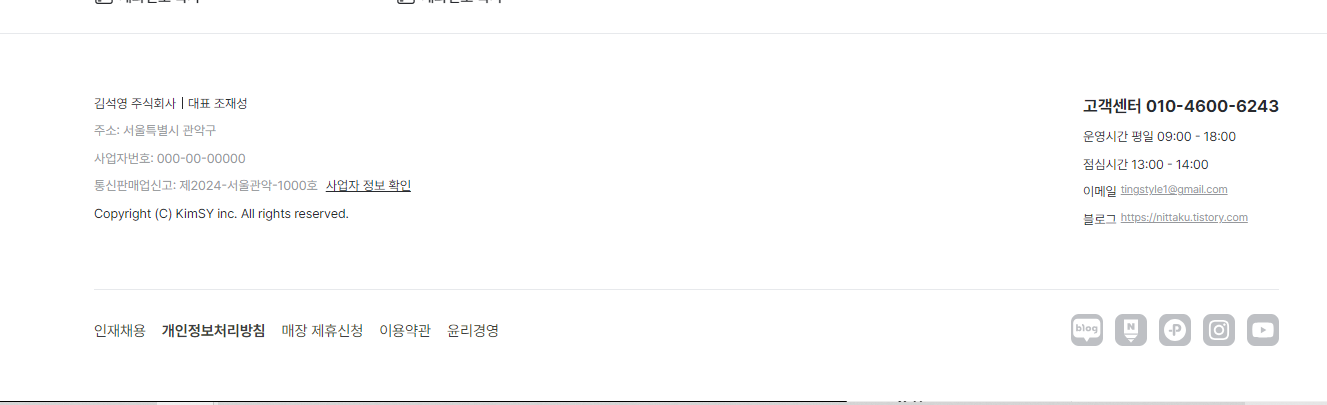 김석영 주식회사 | 대표 조재성
주소: 서울특별시 관악구
사업자번호: 000-00-00000
통신판매업신고: 제2024-서울관악-1000호 사업자 정보 확인
Copyright (C) KimSY inc. All rights reserved.
고객센터 010-4600-6243
운영시간 평일 09:00 - 18:00
점심시간 13:00 - 14:00
이메일 tingstyle1@gmail.com
블로그 https://nittaku.tistory.com
인재채용 개인정보처리방침 매장 제휴신청 이용약관 윤리경영
blog N P